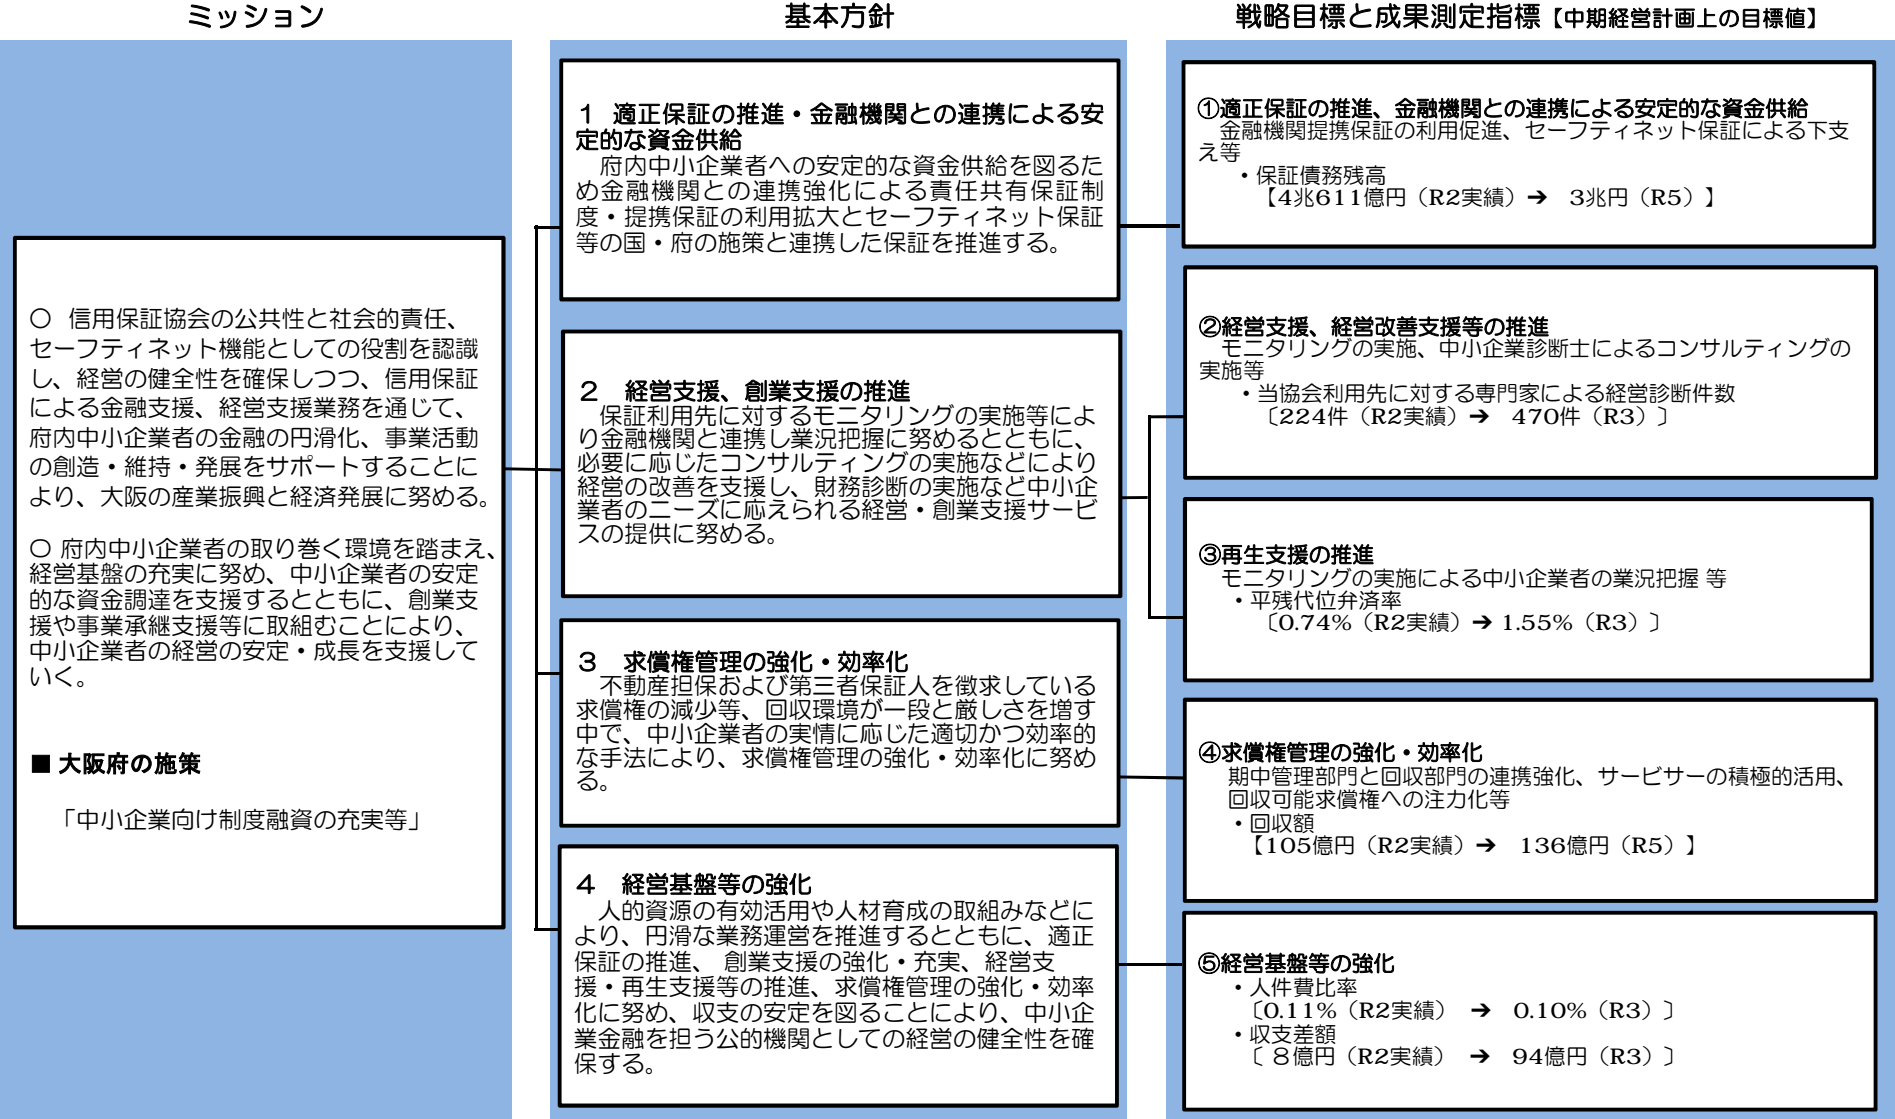 ミッション
○ 信用保証協会の公共性と社会的責任、
セーフティネット機能としての役割を認識
し、経営の健全性を確保しつつ、信用保証
による金融支援、経営支援業務を通じて、
府内中小企業者の金融の円滑化、事業活動
の創造・維持・発展をサポートすることに
より、大阪の産業振興と経済発展に努める。
○ 府内中小企業者の取り巻く環境を踏まえ、
経営基盤の充実に努め、中小企業者の安定
的な資金調達を支援するとともに、創業支
援や事業承継支援等に取組むことにより、
中小企業者の経営の安定・成長を支援して
いく。
■ 大阪府の施策
「中小企業向け制度融資の充実等」
基本方針
１ 適正保証の推進・金融機関との連携による安
定的な資金供給
府内中小企業者への安定的な資金供給を図るた
め金融機関との連携強化による責任共有保証制
度・提携保証の利用拡大とセーフティネット保証
等の国・府の施策と連携した保証を推進する。
２ 経営支援、創業支援の推進
保証利用先に対するモニタリングの実施等によ
り金融機関と連携し業況把握に努めるとともに、
必要に応じたコンサルティングの実施などにより
経営の改善を支援し、財務診断の実施など中小企
業者のニーズに応えられる経営・創業支援サービ
スの提供に努める。
３ 求償権管理の強化・効率化
不動産担保および第三者保証人を徴求している
求償権の減少等、回収環境が一段と厳しさを増す
中で、中小企業者の実情に応じた適切かつ効率的
な手法により、求償権管理の強化・効率化に努め
る。
４ 経営基盤等の強化
人的資源の有効活用や人材育成の取組みなどに
より、円滑な業務運営を推進するとともに、適正
保証の推進、 創業支援の強化・充実、経営支
援・再生支援等の推進、求償権管理の強化・効率
化に努め、収支の安定を図ることにより、中小企
業金融を担う公的機関としての経営の健全性を確
保する。
戦略目標と成果測定指標【中期経営計画上の目標値】
①適正保証の推進、金融機関との連携による安定的な資金供給
金融機関提携保証の利用促進、セーフティネット保証による下支
え等
・保証債務残高
【4兆611億円（R2実績）➔ 3兆円（R5）】
②経営支援、経営改善支援等の推進
モニタリングの実施、中小企業診断士によるコンサルティングの
実施等
・当協会利用先に対する専門家による経営診断件数
〔224件（R2実績）➔ 470件（R3）〕
③再生支援の推進
モニタリングの実施による中小企業者の業況把握 等
・平残代位弁済率
〔0.74%（R2実績）➔ 1.55%（R3）〕
④求償権管理の強化・効率化
期中管理部門と回収部門の連携強化、サービサーの積極的活用、
回収可能求償権への注力化等
・回収額
【105億円（R2実績）➔ 136億円（R5）】
⑤経営基盤等の強化
・人件費比率
〔0.11%（R2実績） ➔ 0.10%（R3）〕
・収支差額
〔 8億円（R2実績） ➔ 94億円（R3）〕